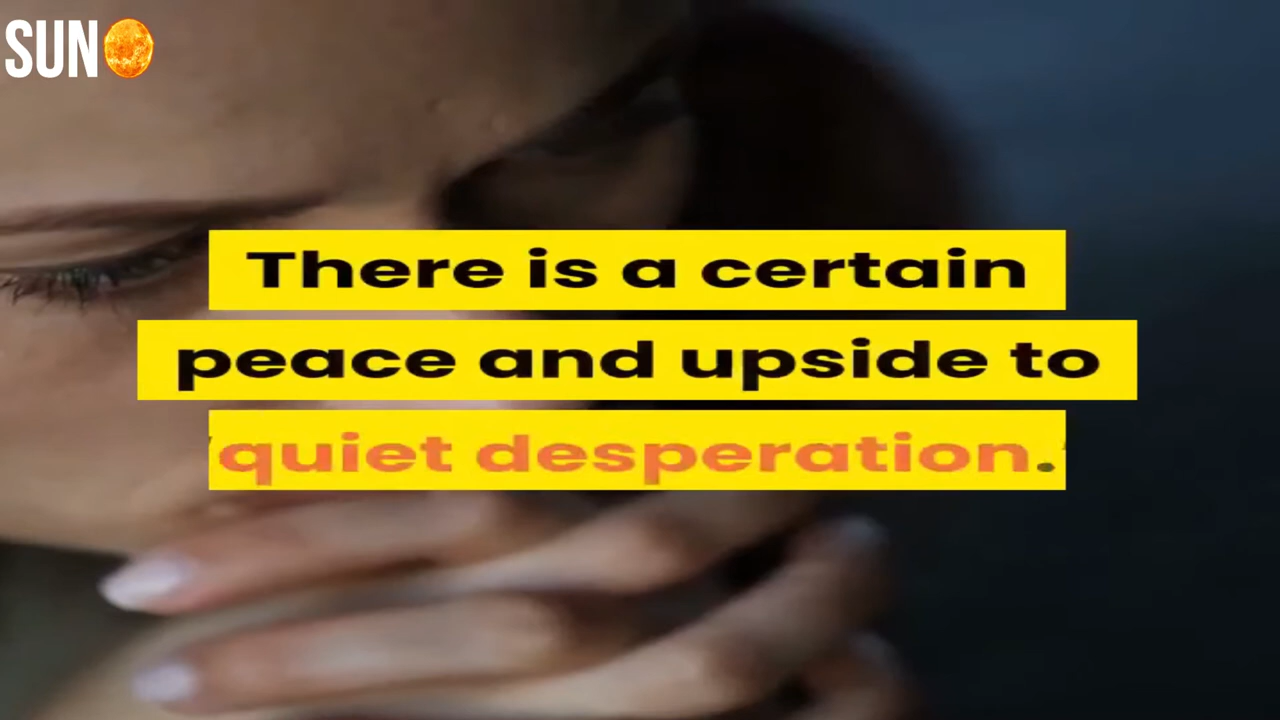 SUN
There is a certain
peace and upside to
quiet desperation.